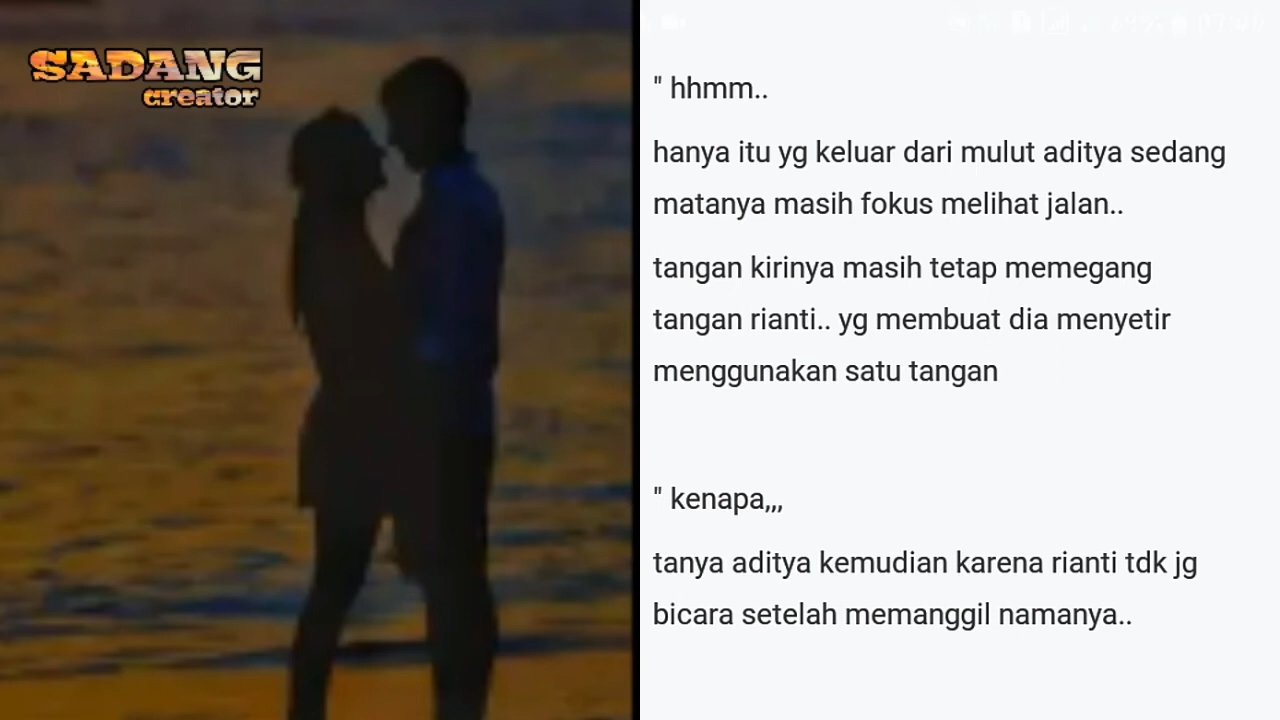 SADANG
creator
" hhmm..
hanya itu yg keluar dari mulut aditya sedang
matanya masih fokus melihat jalan..
tangan kirinya masih tetap memegang
tangan rianti.. yg membuat dia menyetir
menggunakan satu tangan
" kenapa,,,
tanya aditya kemudian karena rianti tdk jg
bicara setelah memanggil namanya..